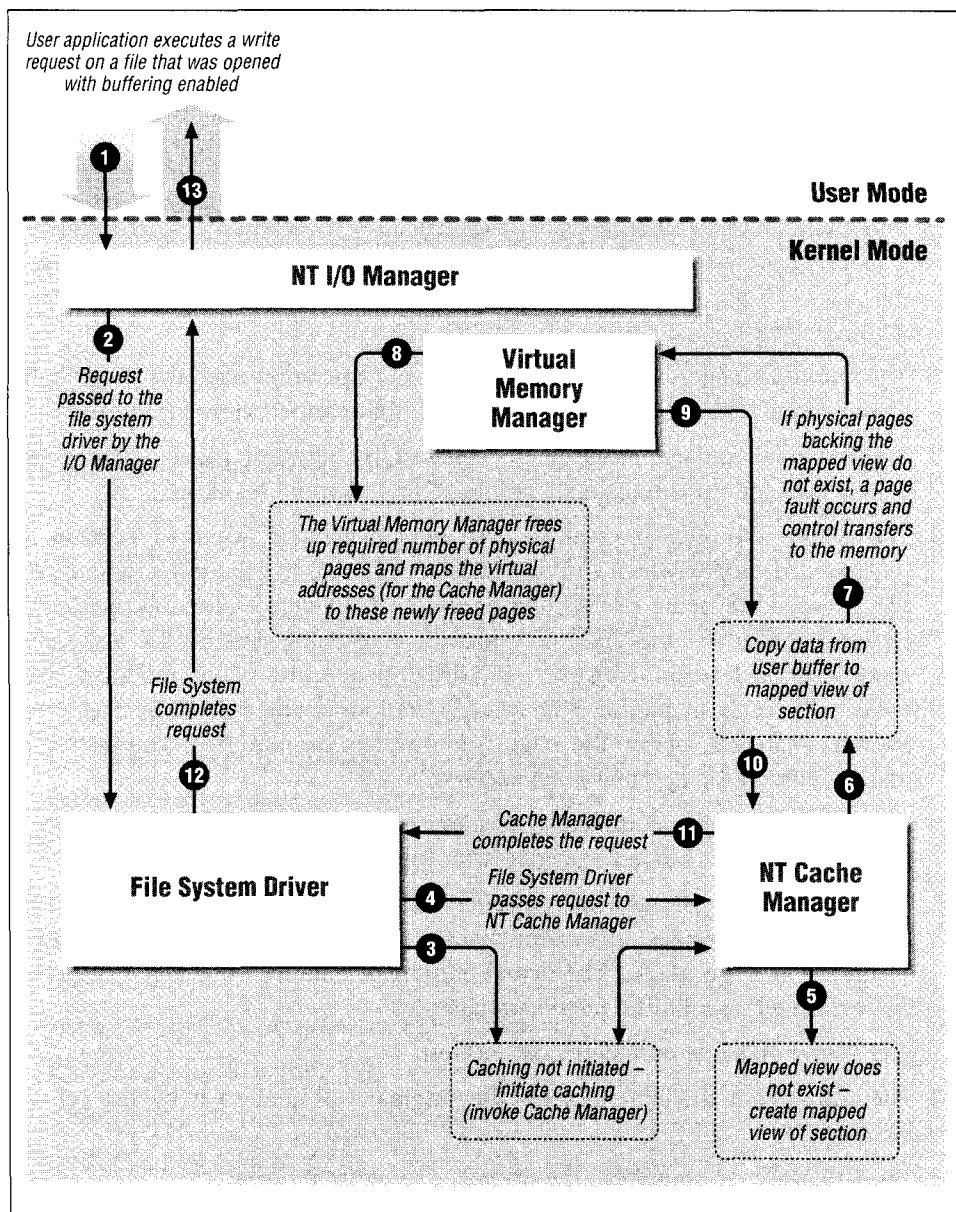 User application executes a write
request on a file that was opened
with buffering enabled
1
13
User Mode
Kernel Mode
NT I/O Manager
2
Request
passed to the
file system
driver by the
I/O Manager
8
Virtual
Memory
Manager
9
If physical pages
backing the
mapped view do
not exist, a page
fault occurs and
control transfers
to the memory
The Virtual Memory Manager frees
up required number of physical
pages and maps the virtual
addresses (for the Cache Manager)
to these newly freed pages
7
Copy data from
user buffer to
mapped view of
section
File System
completes
request
12
10
6
Cache Manager
completes the request
11
File System Driver
4
File System Driver
passes request to
NT Cache Manager
NT Cache
Manager
3
5
Caching not initiated –
initiate caching
(invoke Cache Manager)
Mapped view does
not exist –
create mapped
view of section